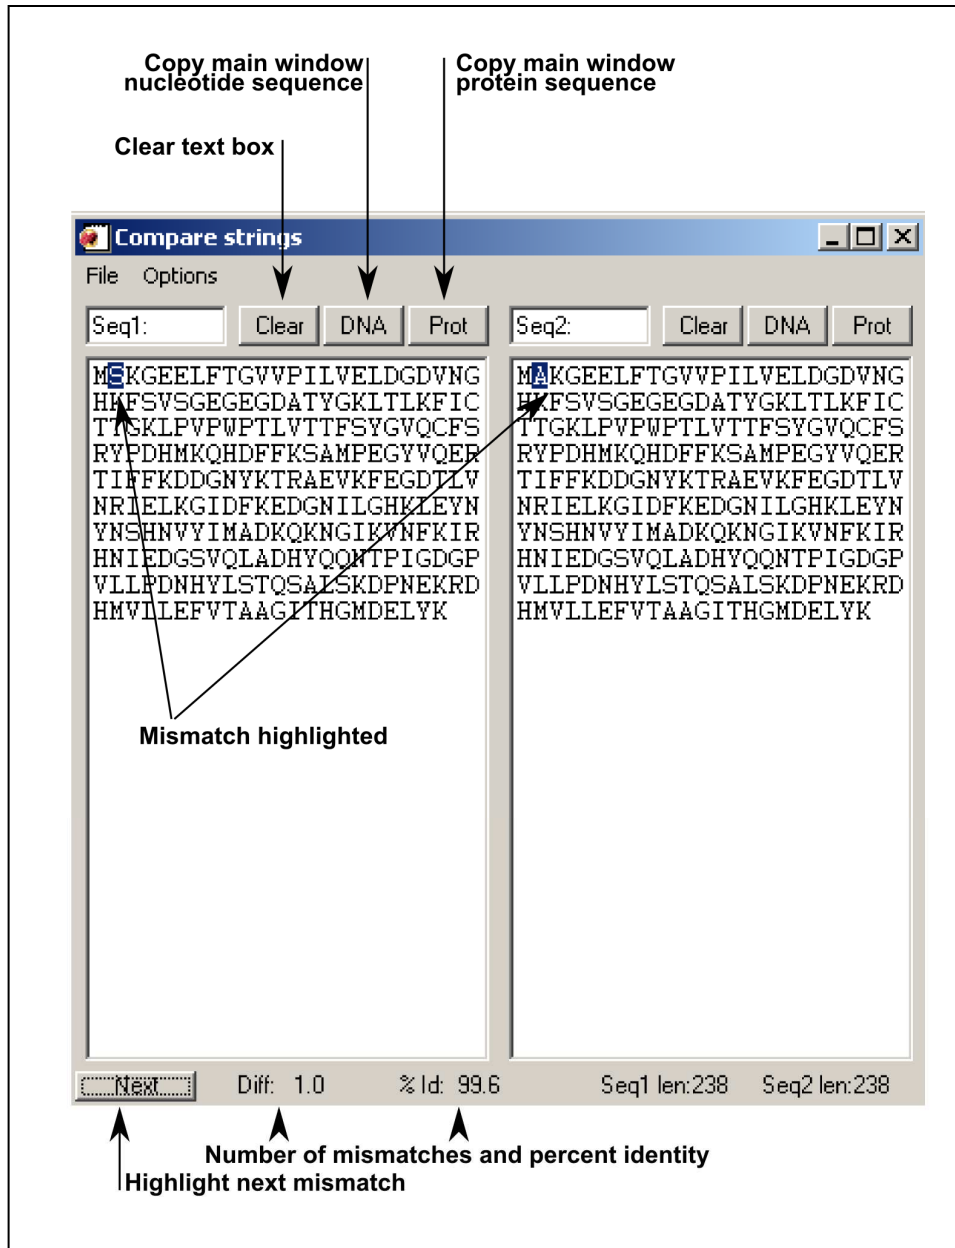 Copy main window
nucleotide sequence
Copy main window
protein sequence
Clear text box
Compare strings
File Options
Seq1: Clear DNA Prot
Seq2: Clear DNA Prot
MSKGEELFTGVVPILVELDGDVNG
HKFSVSGEGEGDATYGKLTLKFIC
TTGKLPVPWPTLVTTFSYGVQCFS
RYPDHMKQHDFFKSAMPEGYVQER
TIFFKDDGNYKTRAEVKFEGDTLV
NRIELKGIDFKEDGNILGHKLEYN
YNSHNVYIMADKQKNGIKVNFKIR
HNIEDGSVQLADHYQQNTPIGDGP
VLLPDNHYLSTQSALSKDPNEKRD
HMVLLEFVTAAGITHGMDELYK
MAKGEELFTGVVPILVELDGDVNG
HKFSVSGEGEGDATYGKLTLKFIC
TTGKLPVPWPTLVTTFSYGVQCFS
RYPDHMKQHDFFKSAMPEGYVQER
TIFFKDDGNYKTRAEVKFEGDTLV
NRIELKGIDFKEDGNILGHKLEYN
YNSHNVYIMADKQKNGIKVNFKIR
HNIEDGSVQLADHYQQNTPIGDGP
VLLPDNHYLSTQSALSKDPNEKRD
HMVLLEFVTAAGITHGMDELYK
Mismatch highlighted
Next Diff: 1.0 % Id: 99.6 Seq1 len:238 Seq2 len:238
Number of mismatches and percent identity
Highlight next mismatch